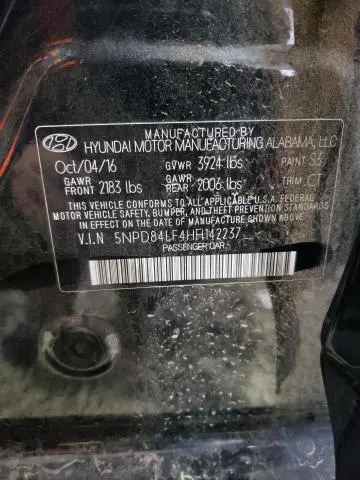 MANUFACTURED BY
HYUNDAI MOTOR MANUFACTURING ALABAMA, LLC
Oct/04/16 GVWR 3924 lbs PAINT S3
GAWR FRONT 2183 lbs GAWR REAR 2006 lbs TRIM
THIS VEHICLE CONFORMS TO ALL APPLICABLE U.S. FEDERAL
MOTOR VEHICLE SAFETY, BUMPER, AND THEFT PREVENTION
STANDARDS IN EFFECT ON THE DATE OF
MANUFACTURE SHOWN ABOVE.
V.I.N 5NPD84LF4HH142237
PASSENGER CAR